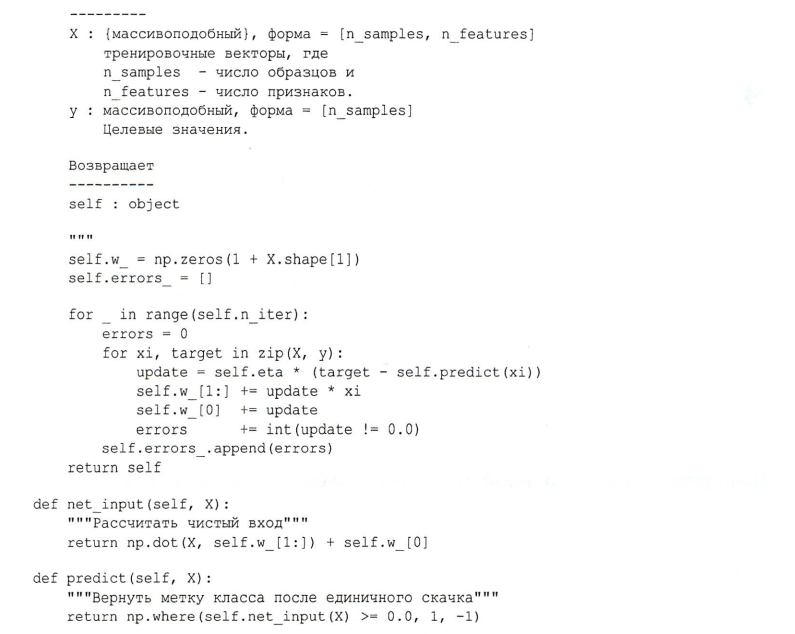 ---------
X : {массивоподобный}, форма = [n_samples, n_features]
тренировочные векторы, где
n_samples - число образцов и
n_features - число признаков.
y : массивоподобный, форма = [n_samples]
Целевые значения.
Возвращает
----------
self : object
"""
self.w_ = np.zeros(1 + X.shape[1])
self.errors_ = []
for _ in range(self.n_iter):
errors = 0
for xi, target in zip(X, y):
update = self.eta * (target - self.predict(xi))
self.w_[1:] += update * xi
self.w_[0] += update
errors += int(update != 0.0)
self.errors_.append(errors)
return self
def net_input(self, X):
"""Рассчитать чистый вход"""
return np.dot(X, self.w_[1:]) + self.w_[0]
def predict(self, X):
"""Вернуть метку класса после единичного скачка"""
return np.where(self.net_input(X) >= 0.0, 1, -1)